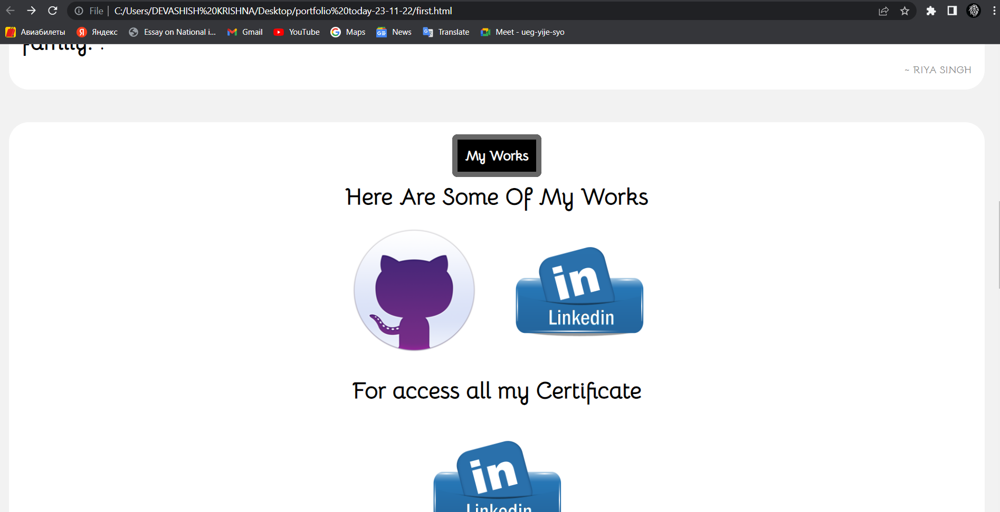 File | C:/Users/DEVASHISH%20KRISHNA/Desktop/portfolio%20today-23-11-22/first.html
Авиабилеты Яндекс Essay on National i... Gmail YouTube Maps News Translate Meet - ueg-yije-syo
family. .
~ RIYA SINGH
My Works
Here Are Some Of My Works
in
Linkedin
For access all my Certificate
in
Linkedin